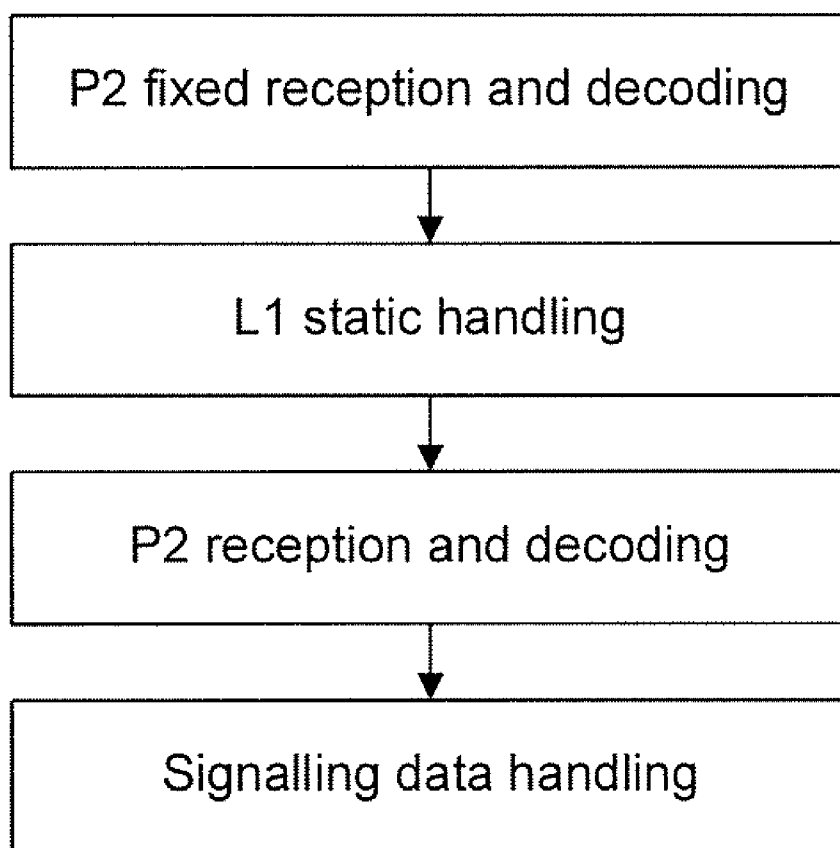 P2 fixed reception and decoding
L1 static handling
P2 reception and decoding
Signalling data handling